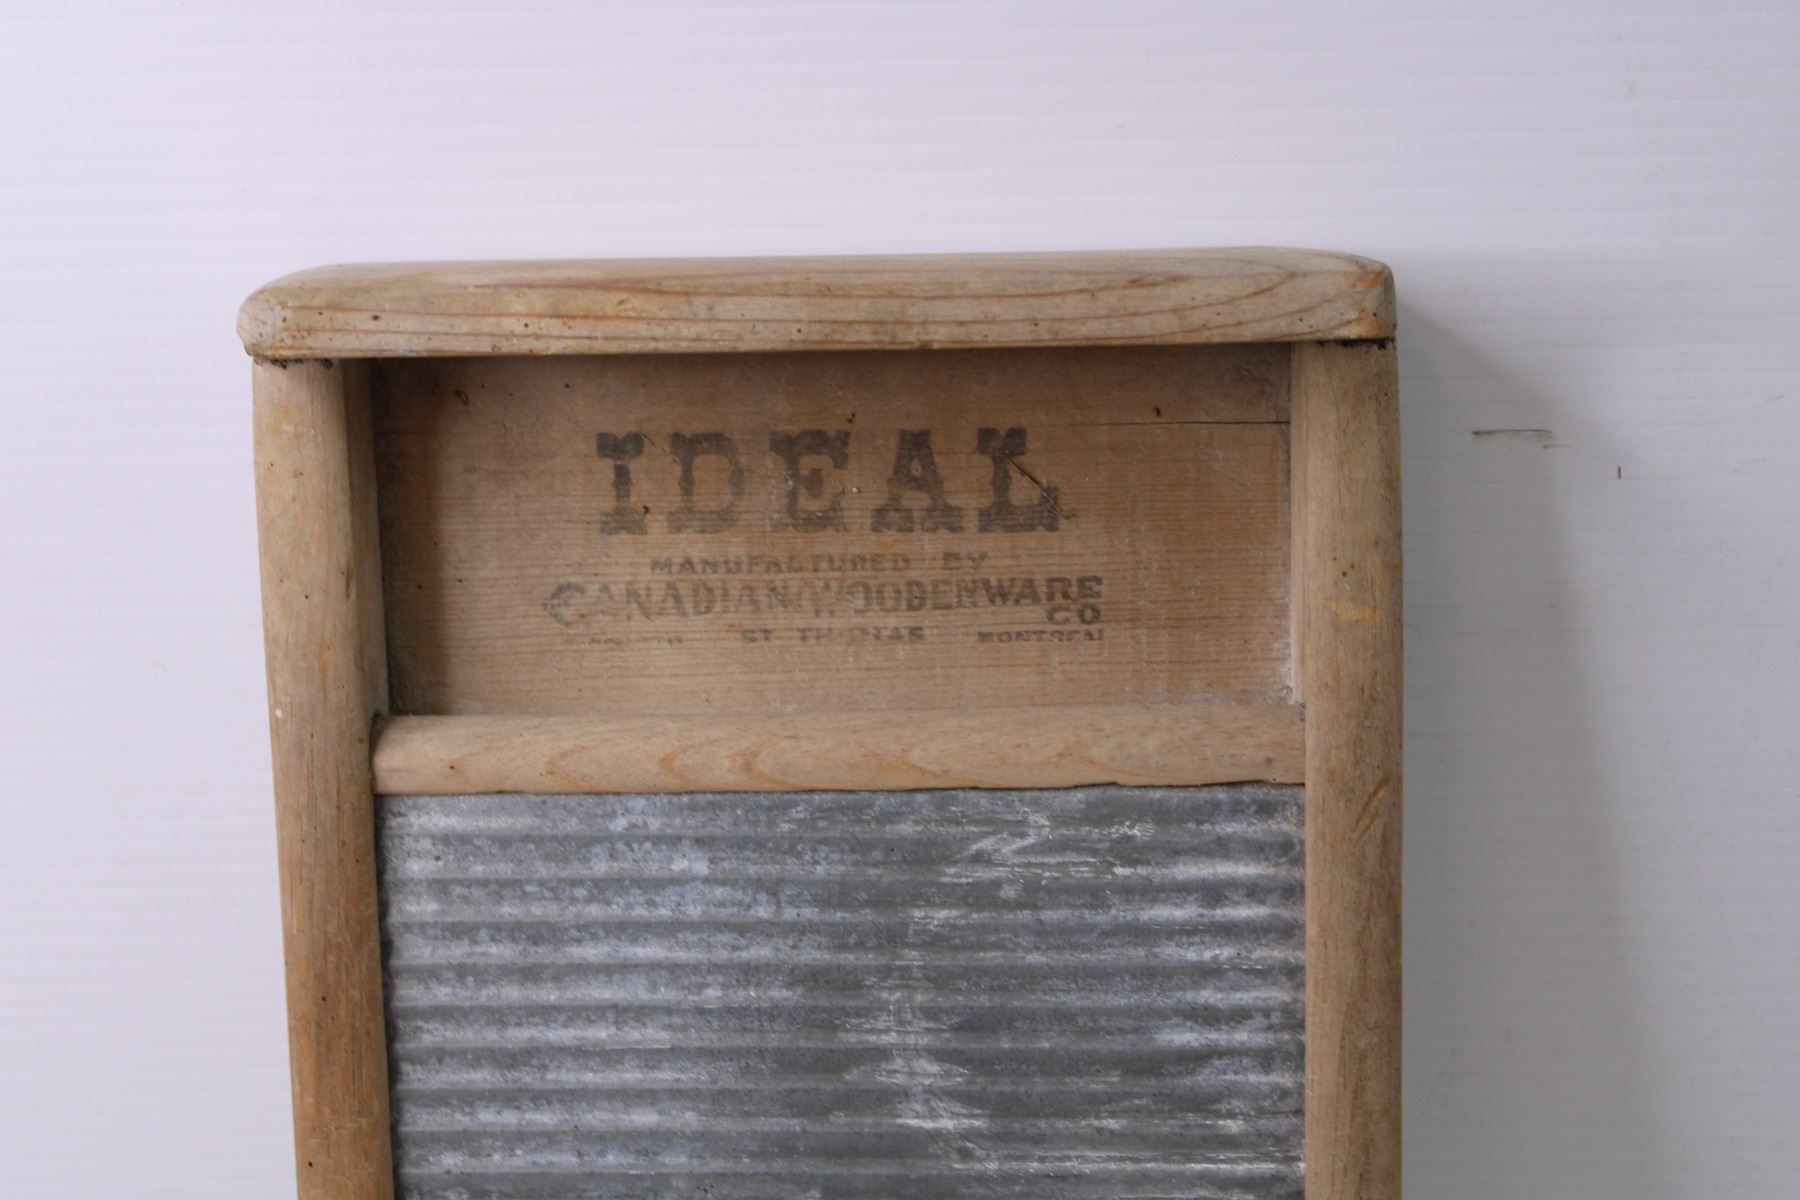 IDEAL
MANUFACTURED BY
CANADIAN WOODENWARE
CO
ST. THOMAS MONTREAL